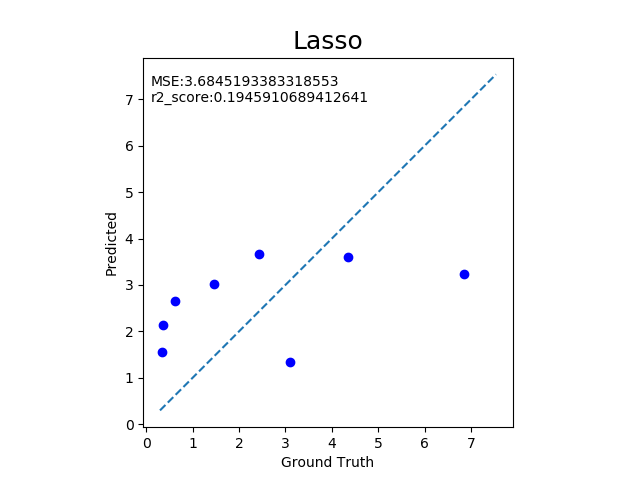 Lasso
MSE:3.6845193383318553
r2_score:0.1945910689412641
7
6
5
4
3
2
1
0
Predicted
0 1 2 3 4 5 6 7
Ground Truth